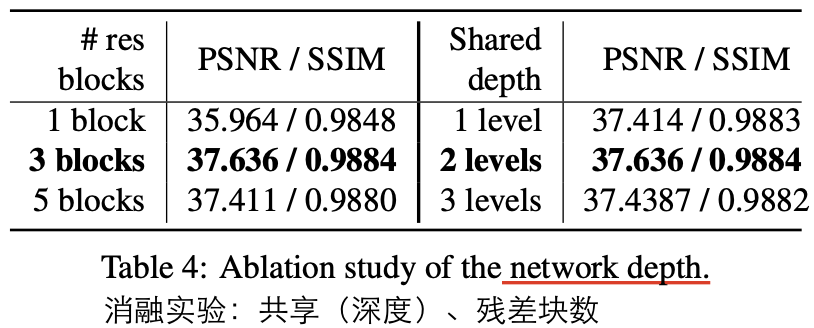 # res blocks | PSNR / SSIM | Shared depth | PSNR / SSIM
1 block | 35.964 / 0.9848 | 1 level | 37.414 / 0.9883
3 blocks | 37.636 / 0.9884 | 2 levels | 37.636 / 0.9884
5 blocks | 37.411 / 0.9880 | 3 levels | 37.4387 / 0.9882
Table 4: Ablation study of the network depth.
消融实验：共享（深度）、残差块数